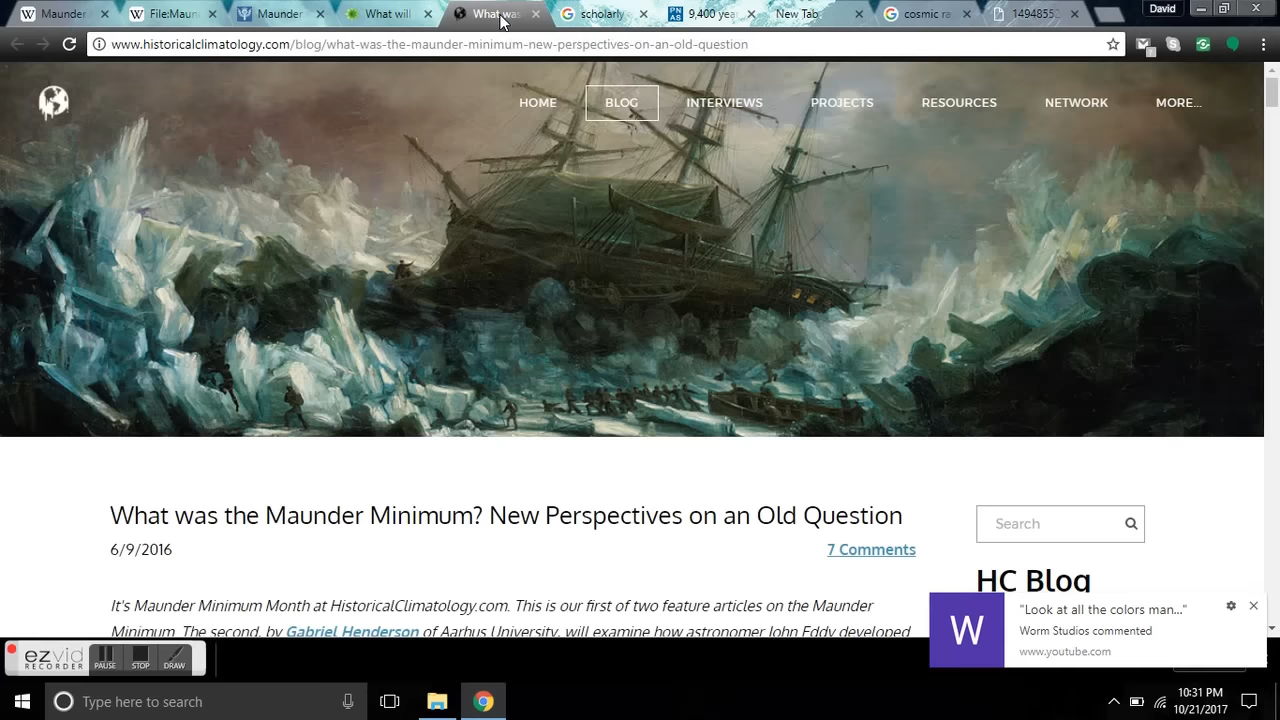 Maunder
File:Maun
Maunder
What will
What was
scholarly
PN
AS
9,400 yea
New Tab
cosmic ra
1494855
David
www.historicalclimatology.com/blog/what-was-the-maunder-minimum-new-perspectives-on-an-old-question
HOME
BLOG
INTERVIEWS
PROJECTS
RESOURCES
NETWORK
MORE...
What was the Maunder Minimum? New Perspectives on an Old Question
6/9/2016
7 Comments
Search
HC Blog
It's Maunder Minimum Month at HistoricalClimatology.com. This is our first of two feature articles on the Maunder
Minimum. The second, by Gabriel Henderson of Aarhus University, will examine how astronomer John Eddy developed
W
"Look at all the colors man..."
Worm Studios commented
www.youtube.com
ezvid
RECORDER
PAUSE
STOP
DRAW
Type here to search
10:31 PM
10/21/2017